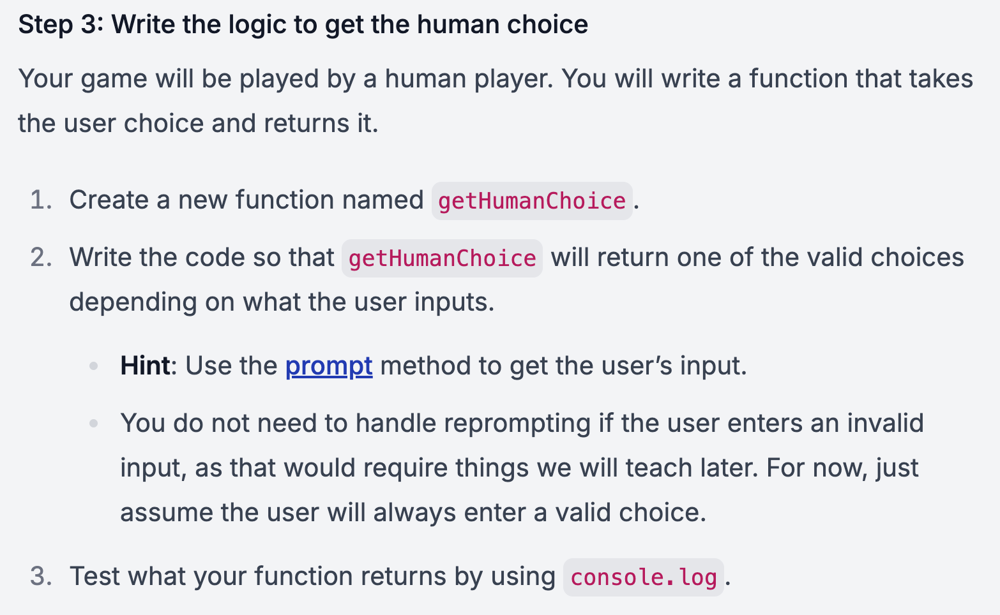 Step 3: Write the logic to get the human choice
Your game will be played by a human player. You will write a function that takes
the user choice and returns it.
1. Create a new function named getHumanChoice.
2. Write the code so that getHumanChoice will return one of the valid choices
depending on what the user inputs.
Hint: Use the prompt method to get the user’s input.
You do not need to handle reprompting if the user enters an invalid
input, as that would require things we will teach later. For now, just
assume the user will always enter a valid choice.
3. Test what your function returns by using console.log.